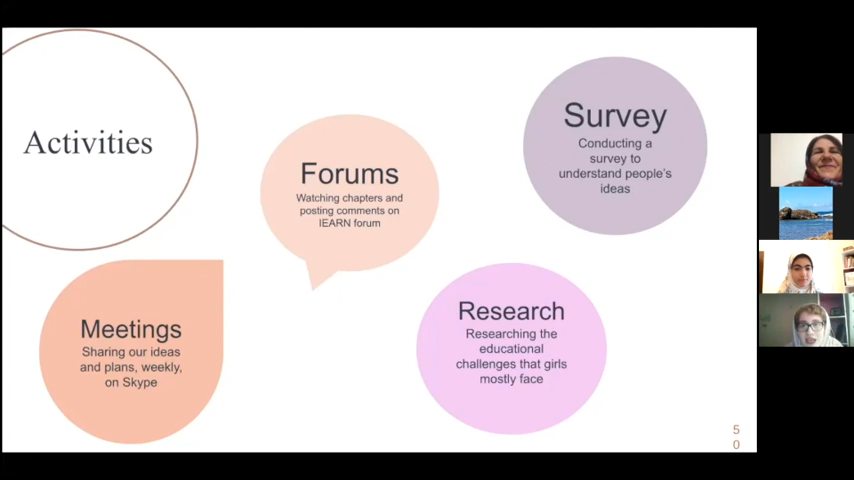 Activities
Forums
Watching chapters and
posting comments on
IEARN forum
Survey
Conducting a
survey to
understand people's
ideas
Meetings
Sharing our ideas
and plans, weekly,
on Skype
Research
Researching the
educational
challenges that girls
mostly face
5
0